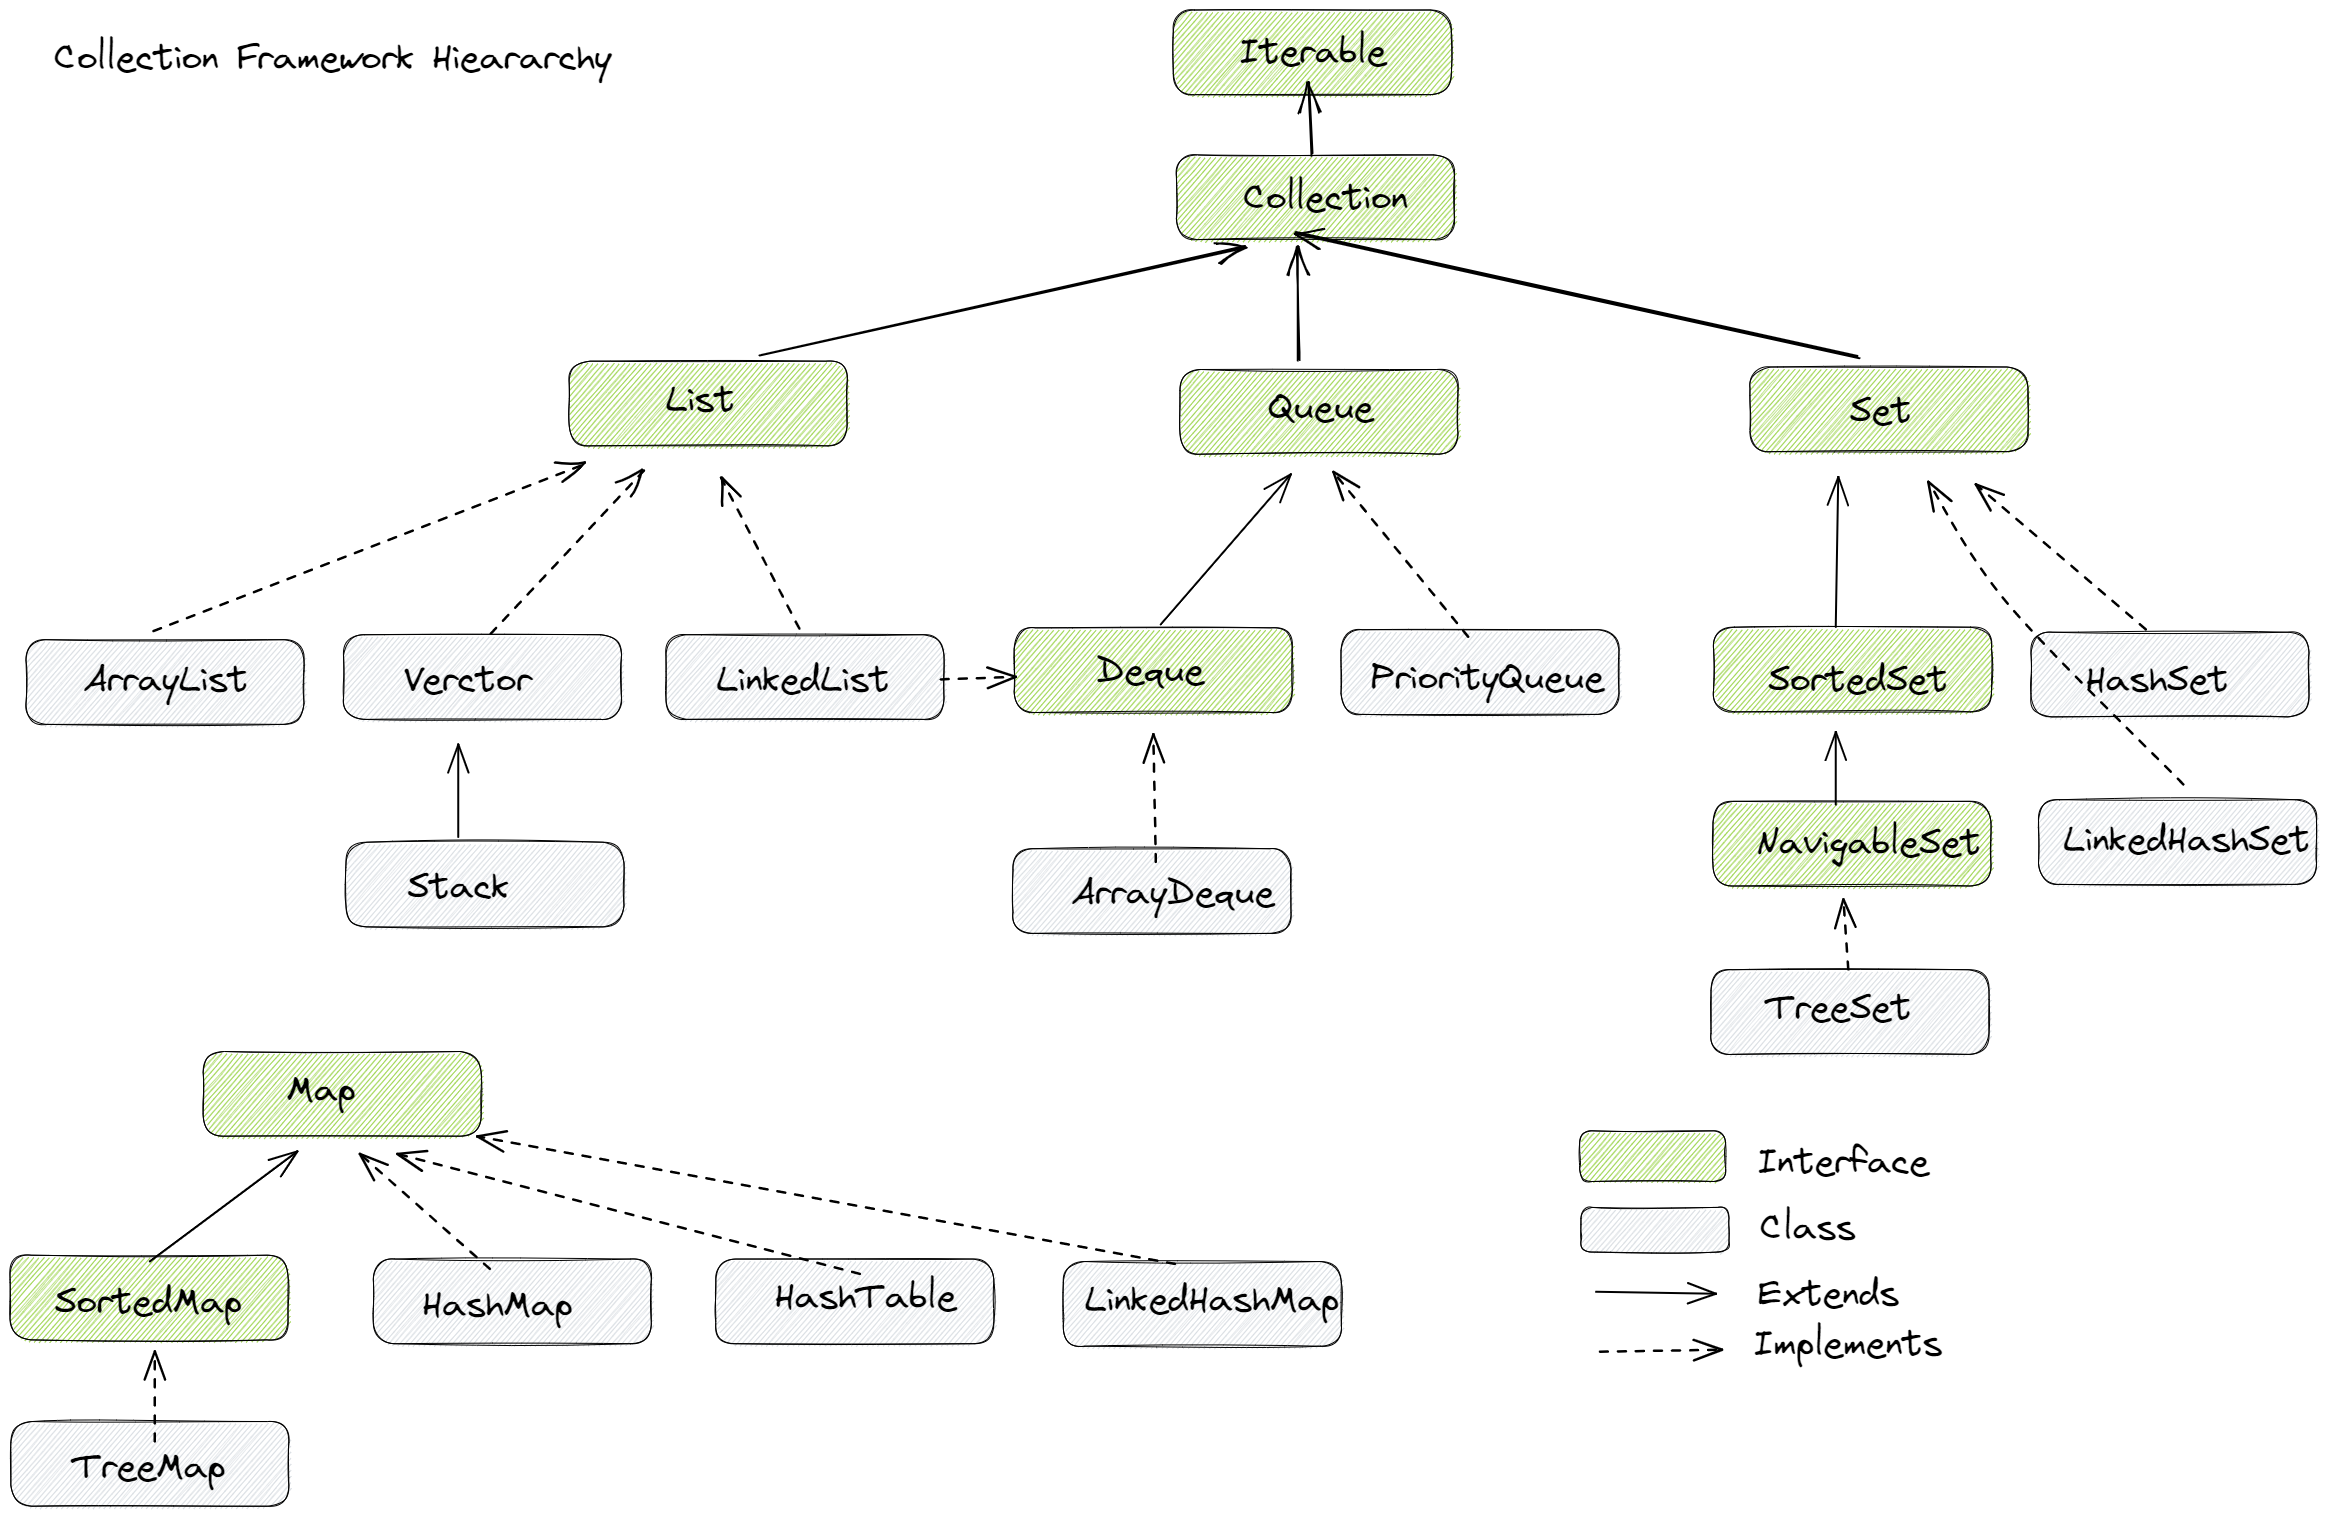 Collection Framework Hieararchy
Iterable
Collection
List
Queue
Set
ArrayList
Verctor
LinkedList
Deque
PriorityQueue
SortedSet
HashSet
Stack
ArrayDeque
NavigableSet
LinkedHashSet
TreeSet
Map
SortedMap
HashMap
HashTable
LinkedHashMap
TreeMap
Interface
Class
Extends
Implements